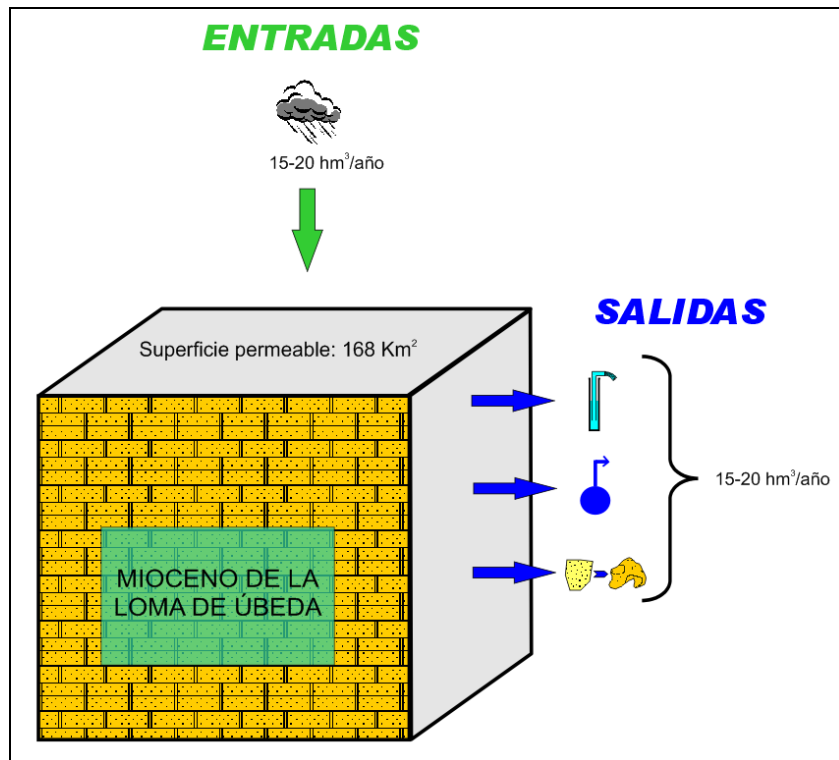 ENTRADAS
15-20 hm³/año
Superficie permeable: 168 Km²
SALIDAS
15-20 hm³/año
MIOCENO DE LA
LOMA DE ÚBEDA